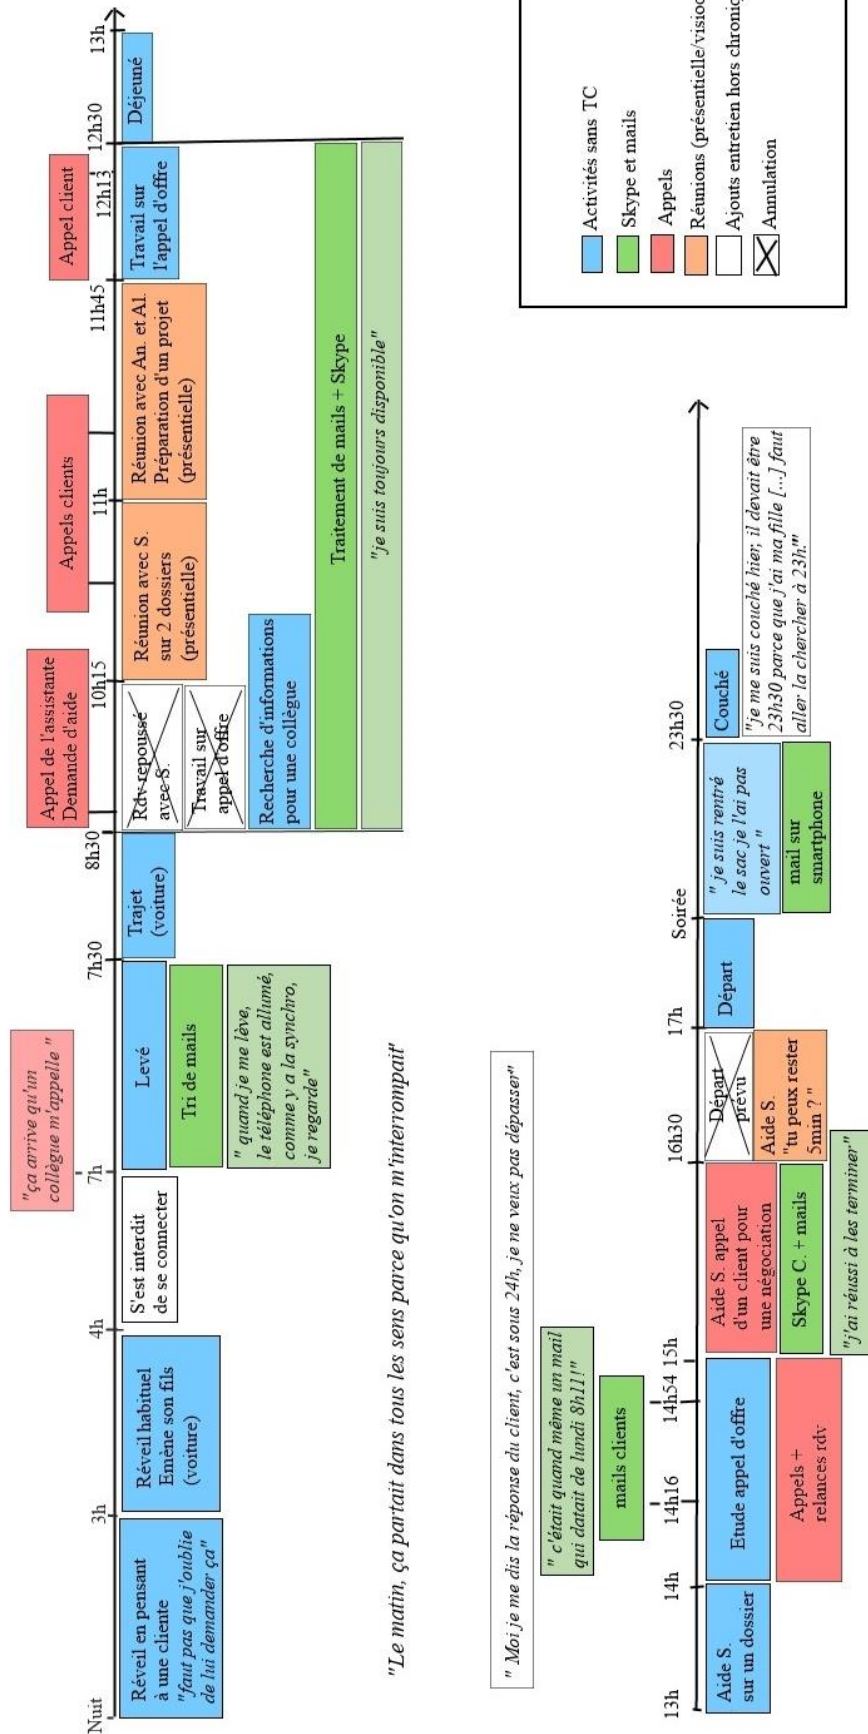 "ça arrive qu'un
collègue m'appelle "
Appel de l'assistante
Demande d'aide
Appels clients
Appel client
Nuit
3h
4h
7h
7h30
8h30
10h15
11h
11h45
12h13
12h30
13h
Réveil en pensant
à une cliente
"faut pas que j'oublie
de lui demander ça"
Réveil habituel
Emène son fils
(voiture)
S'est interdit
de se connecter
Levé
Tri de mails
" quand je me lève,
le téléphone est allumé,
comme y a la synchro,
je regarde"
Trajet
(voiture)
Rdv repoussé
avec S.
Travail sur
appel d'offre
Recherche d'informations
pour une collègue
Réunion avec S.
sur 2 dossiers
(présentielle)
Réunion avec An. et Al.
Préparation d'un projet
(présentielle)
Travail sur
l'appel d'offre
Déjeuné
Traitement de mails + Skype
"je suis toujours disponible"
"Le matin, ça partait dans tous les sens parce qu'on m'interrompait"
" Moi je me dis la réponse du client, c'est sous 24h, je ne veux pas dépasser"
" c'était quand même un mail
qui datait de lundi 8h11!"
mails clients
13h
14h
14h16
14h54
15h
16h30
17h
Soirée
23h30
Aide S.
sur un dossier
Etude appel d'offre
Appels +
relances rdv
Aide S. appel
d'un client pour
une négociation
Skype C. + mails
"j'ai réussi à les terminer"
Départ
prévu
Aide S.
"tu peux rester
5min ? "
Départ
" je suis rentré
le sac je l'ai pas
ouvert "
mail sur
smartphone
Couché
"je me suis couché hier, il devait être
23h30 parce que j'ai ma fille [...] faut
aller la chercher à 23h!"
Activités sans TC
Skype et mails
Appels
Réunions (présentielle/
Ajouts entretien hors
Annulation